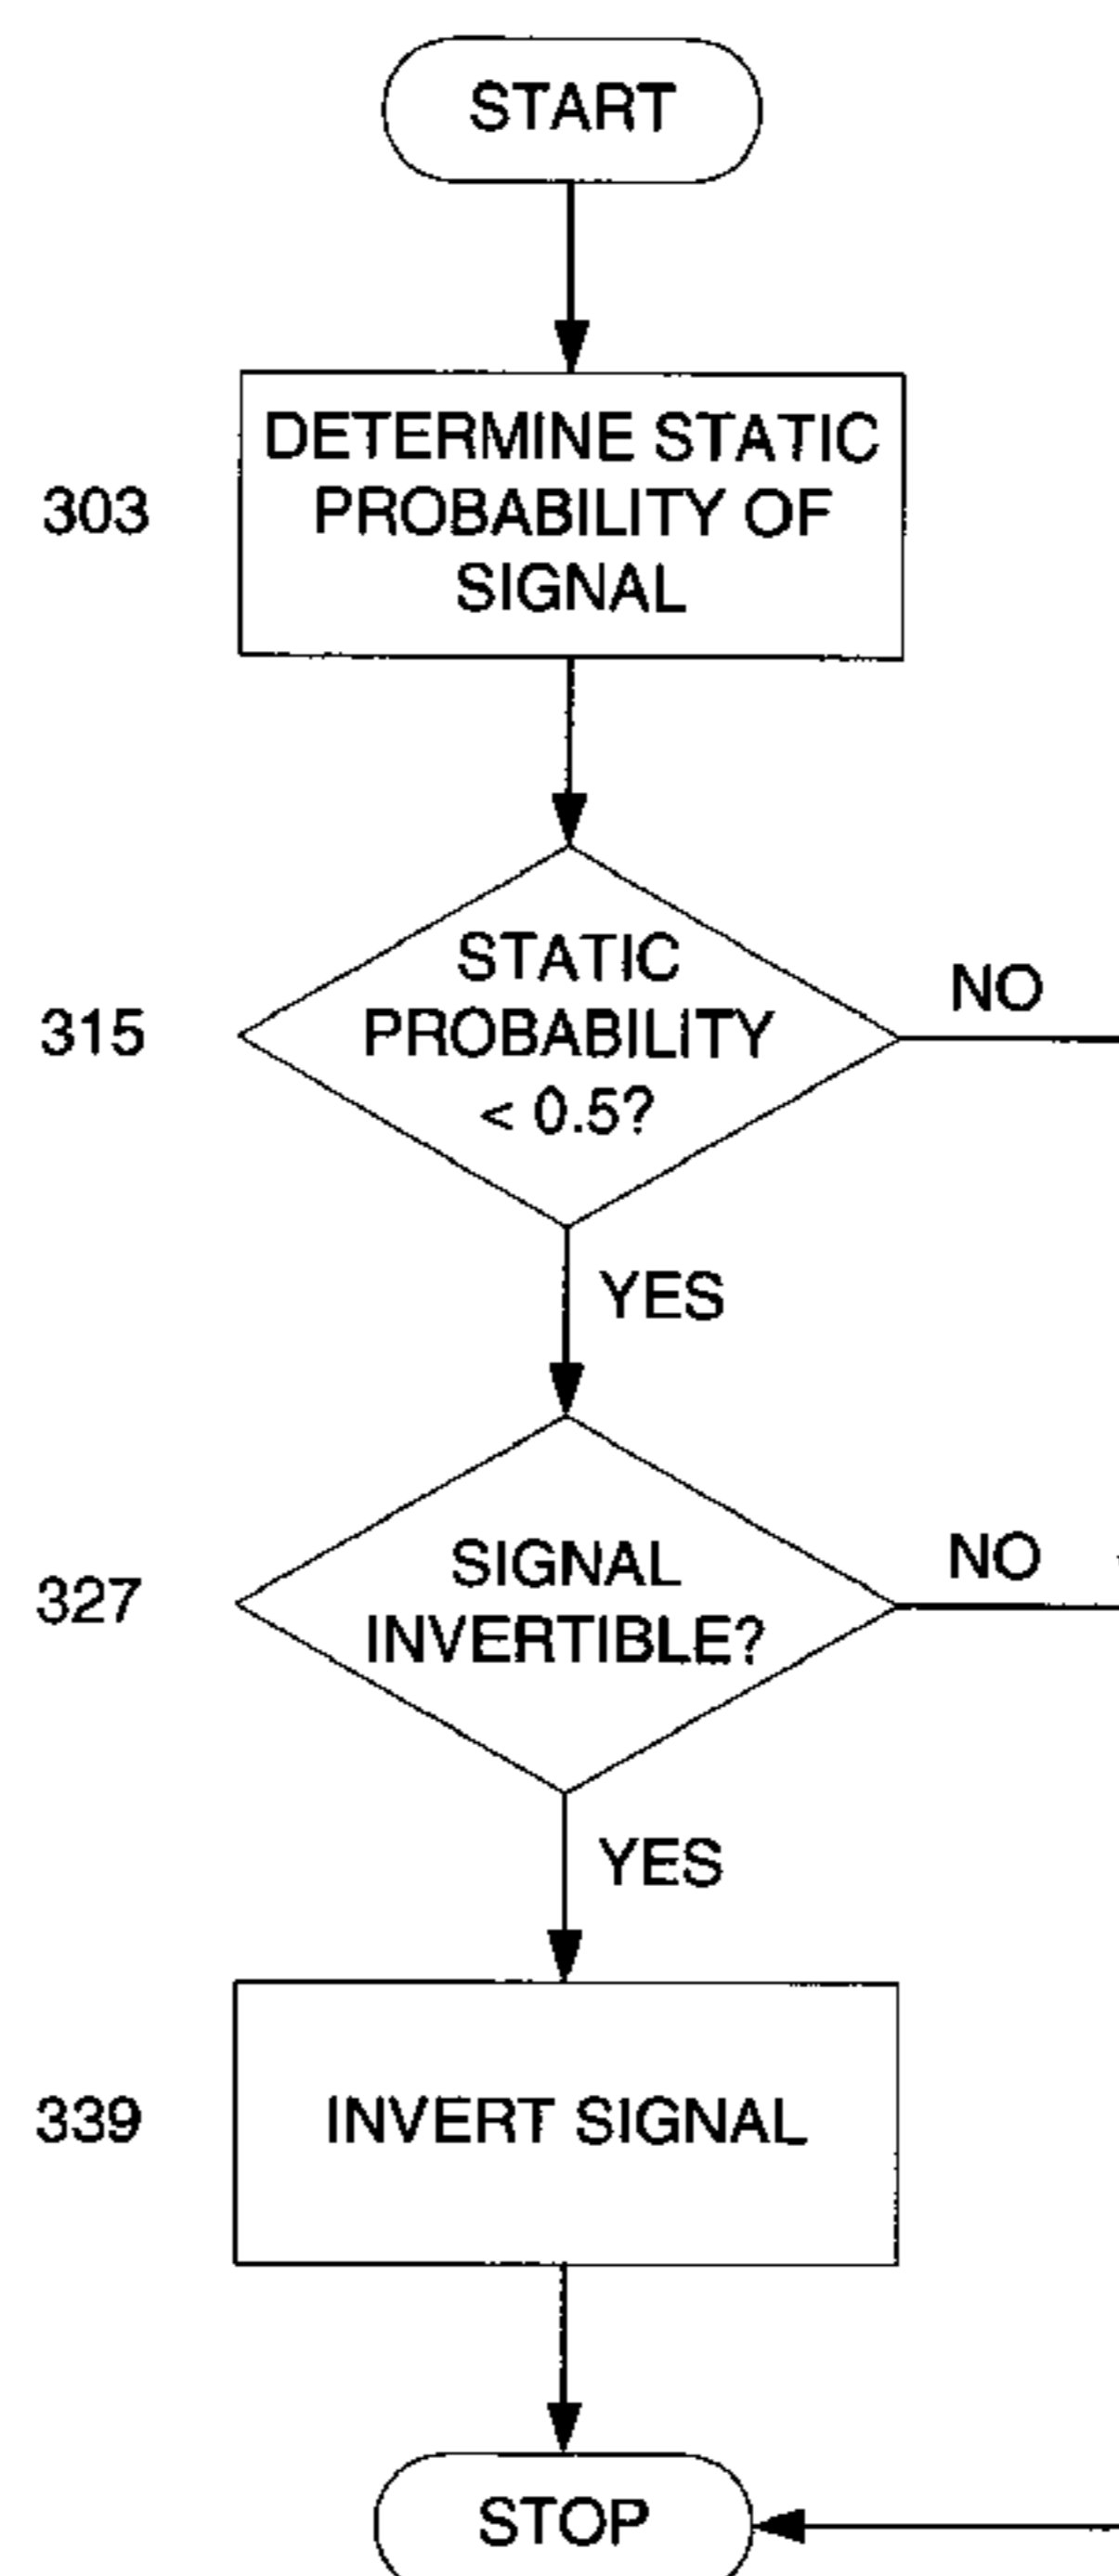 START
303
DETERMINE STATIC
PROBABILITY OF
SIGNAL
315
STATIC
PROBABILITY
< 0.5?
NO
YES
327
SIGNAL
INVERTIBLE?
NO
YES
339
INVERT SIGNAL
STOP